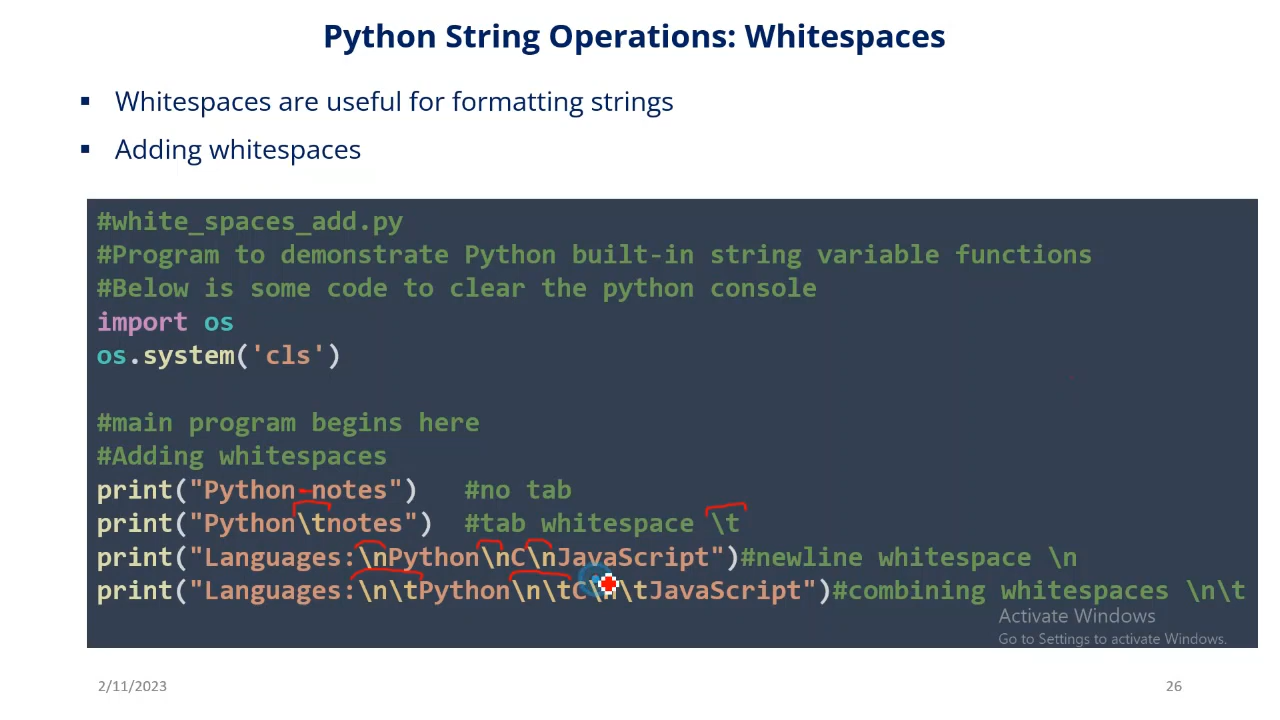 Python String Operations: Whitespaces
▪ Whitespaces are useful for formatting strings
▪ Adding whitespaces
#white_spaces_add.py
#Program to demonstrate Python built-in string variable functions
#Below is some code to clear the python console
import os
os.system('cls')
#main program begins here
#Adding whitespaces
print("Python notes")   #no tab
print("Python\tnotes")  #tab whitespace \t
print("Languages:\nPython\nC\nJavaScript")#newline whitespace \n
print("Languages:\n\tPython\n\tC\n\tJavaScript")#combining whitespaces \n\t
Activate Windows
Go to Settings to activate Windows.
2/11/2023
26